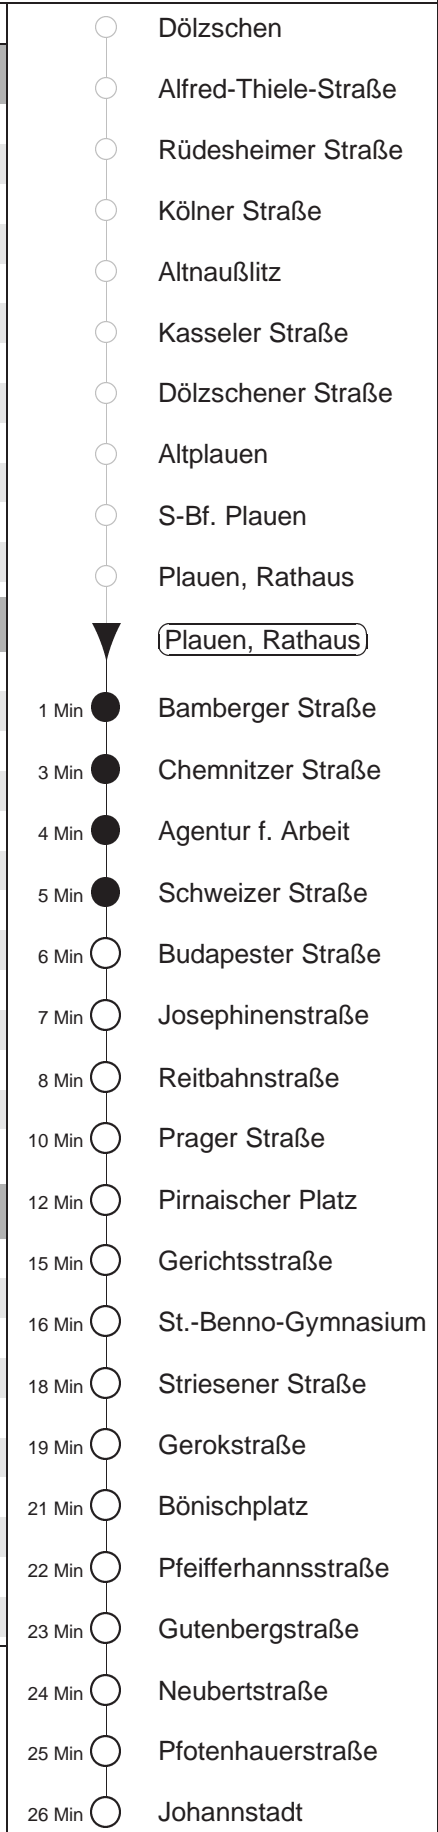 Dölzschen
Alfred-Thiele-Straße
Rüdesheimer Straße
Kölner Straße
Altnaußlitz
Kasseler Straße
Dölzschener Straße
Altplauen
S-Bf. Plauen
Plauen, Rathaus
Plauen, Rathaus
1 Min Bamberger Straße
3 Min Chemnitzer Straße
4 Min Agentur f. Arbeit
5 Min Schweizer Straße
6 Min Budapester Straße
7 Min Josephinenstraße
8 Min Reitbahnstraße
10 Min Prager Straße
12 Min Pirnaischer Platz
15 Min Gerichtsstraße
16 Min St.-Benno-Gymnasium
18 Min Striesener Straße
19 Min Gerokstraße
21 Min Bönischplatz
22 Min Pfeifferhannsstraße
23 Min Gutenbergstraße
24 Min Neubertstraße
25 Min Pfotenhauerstraße
26 Min Johannstadt